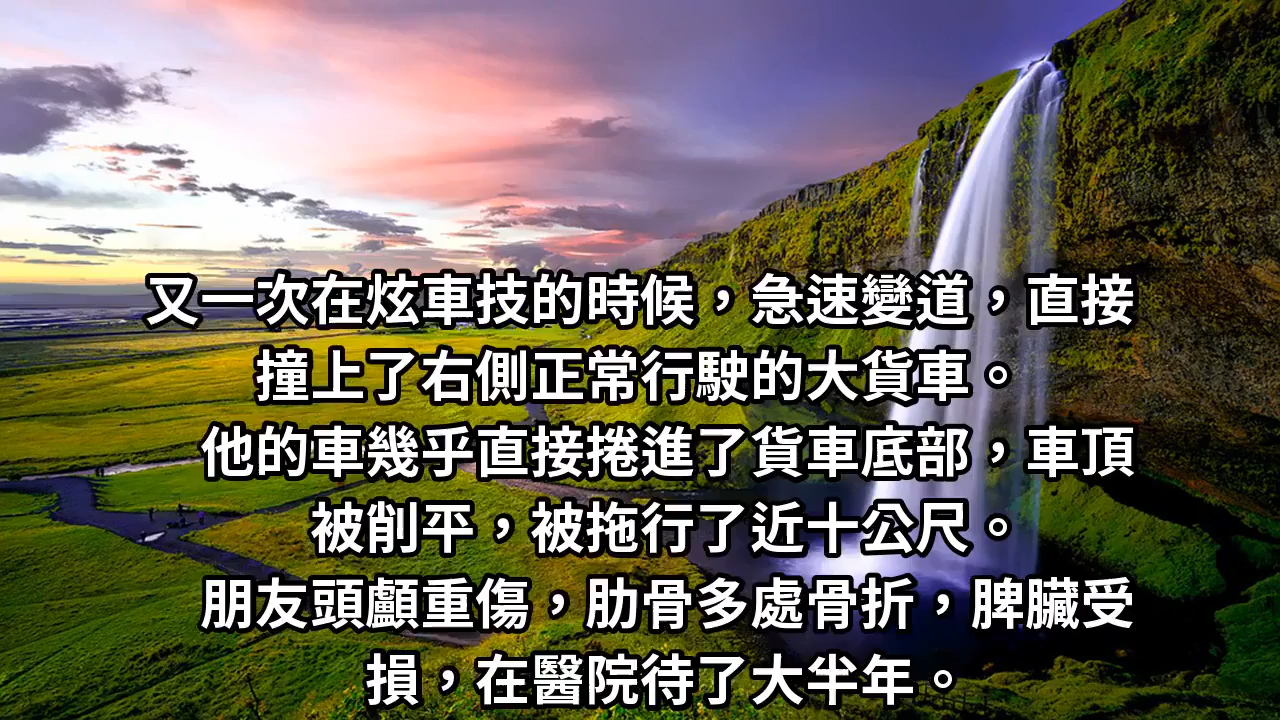 又一次在炫車技的時候，急速變道，直接
撞上了右側正常行駛的大貨車。
他的車幾乎直接捲進了貨車底部，車頂
被削平，被拖行了近十公尺。
朋友頭顱重傷，肋骨多處骨折，脾臟受
損，在醫院待了大半年。